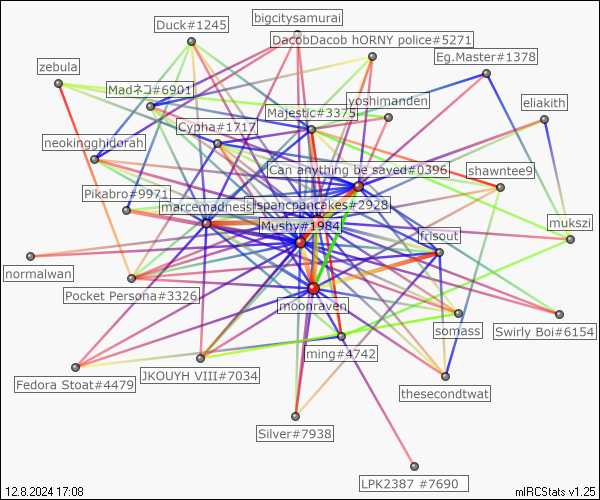 Duck#1245
bigcitysamurai
DacobDacob hORNY police#5271
Eg.Master#1378
zebula
Madネコ#6901
yoshimanden
Majestic#3375
eliakith
Cypha#1717
neokingghidorah
Can anything be saved#0396
shawntee9
Pikabro#9971
marcemadness
Ispancpancakes#2928
Mushy#1984
mukszi
frisout
normalwan
Pocket Persona#3326
moonraven
somass
Swirly Boi#6154
ming#4742
JKOUYH VIII#7034
Fedora Stoat#4479
thesecondtwat
Silver#7938
LPK2387 #7690
12.8.2024 17:08
mIRCStats v1.25